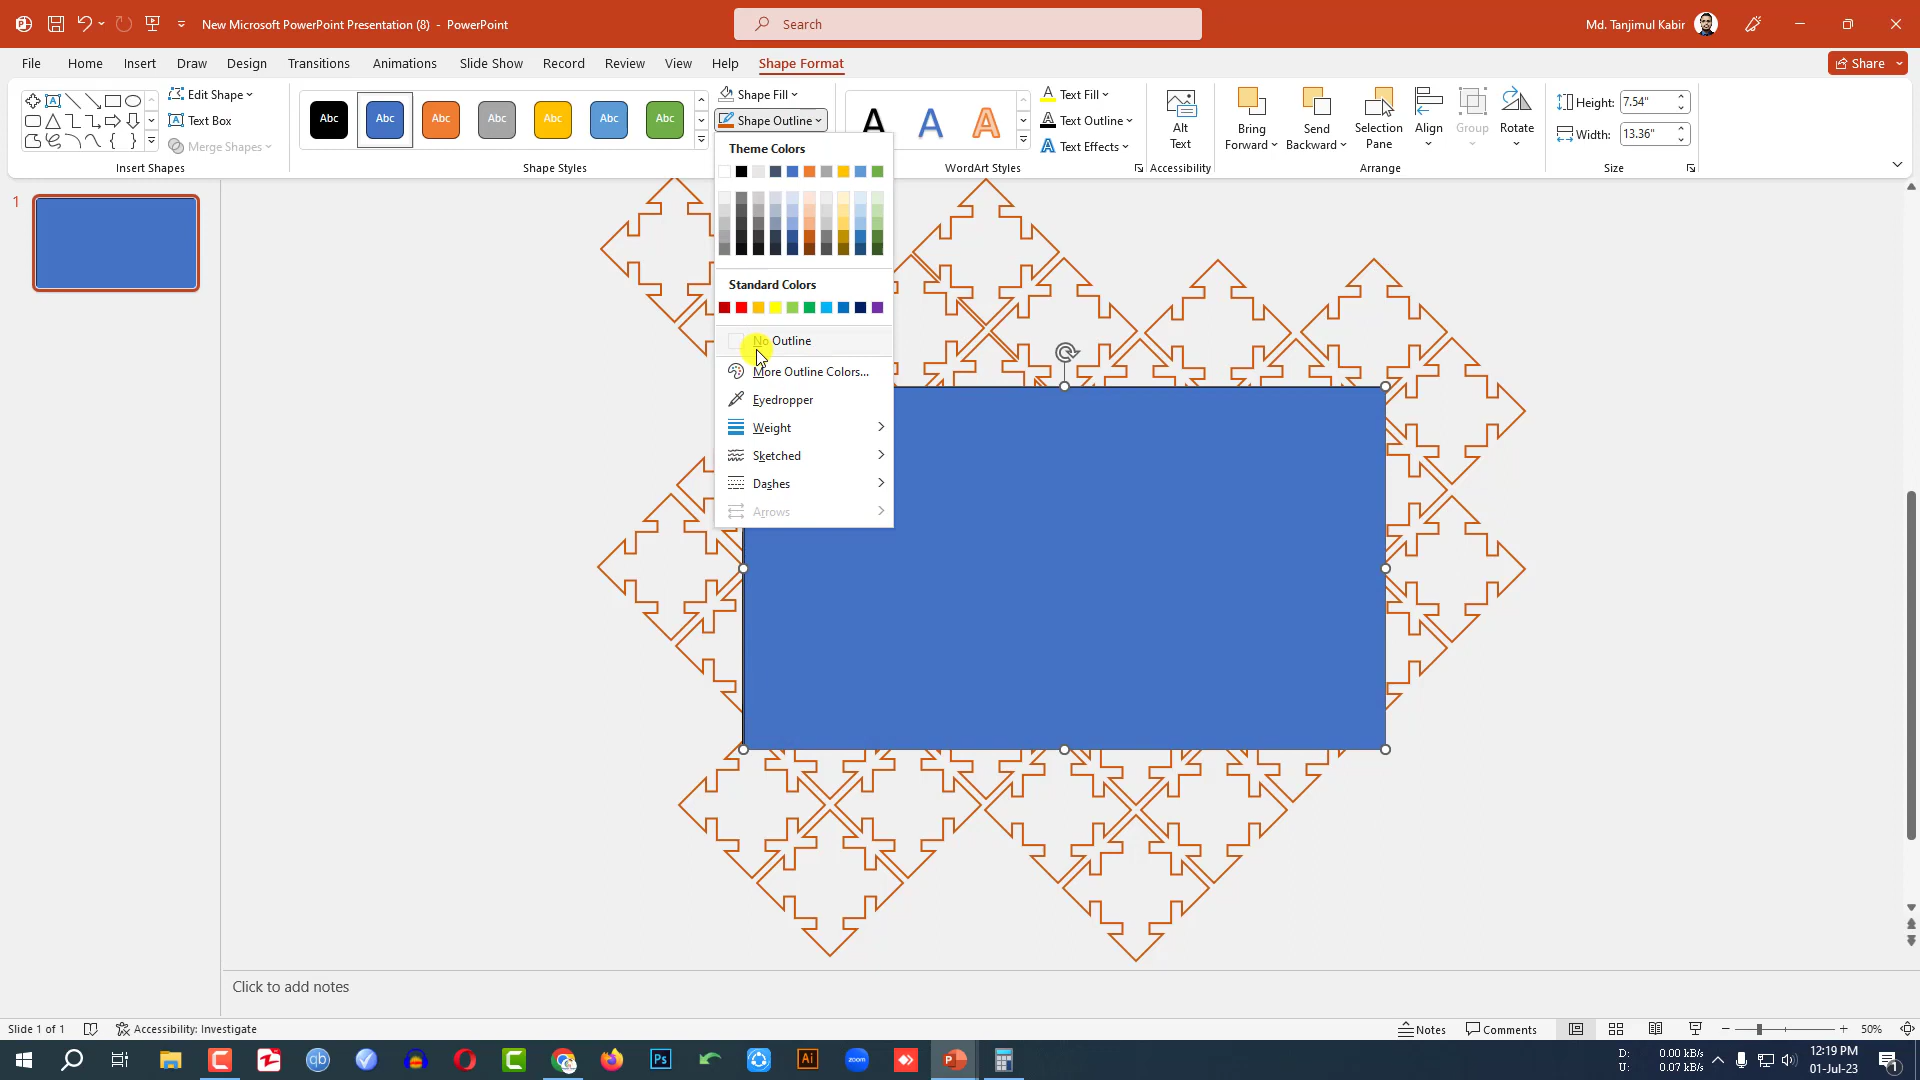 New Microsoft PowerPoint Presentation (8) - PowerPoint
Search
Md. Tanjimul Kabir
File Home Insert Draw Design Transitions Animations Slide Show Record Review View Help Shape Format
Share
Edit Shape
Text Box
Merge Shapes
Insert Shapes
Abc Abc Abc Abc Abc Abc Abc
Shape Styles
Shape Fill
Shape Outline
A A A
WordArt Styles
Text Fill
Text Outline
Text Effects
Alt Text
Accessibility
Bring Forward
Send Backward
Selection Pane
Align
Group
Rotate
Arrange
Height: 7.54"
Width: 13.36"
Size
Theme Colors
Standard Colors
No Outline
More Outline Colors...
Eyedropper
Weight
Sketched
Dashes
Arrows
1
Click to add notes
Slide 1 of 1
Accessibility: Investigate
Notes
Comments
50%
qb
Ps
Ai
zoom
D: 0.00 kB/s
U: 0.07 kB/s
12:19 PM
01-Jul-23
1